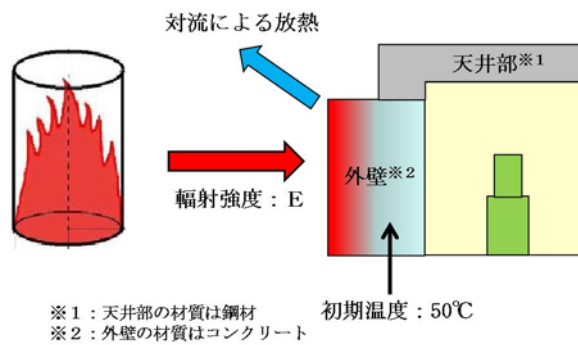 対流による放熱
天井部※1
外壁※2
輻射強度：E
初期温度：50℃
※1：天井部の材質は鋼材
※2：外壁の材質はコンクリート